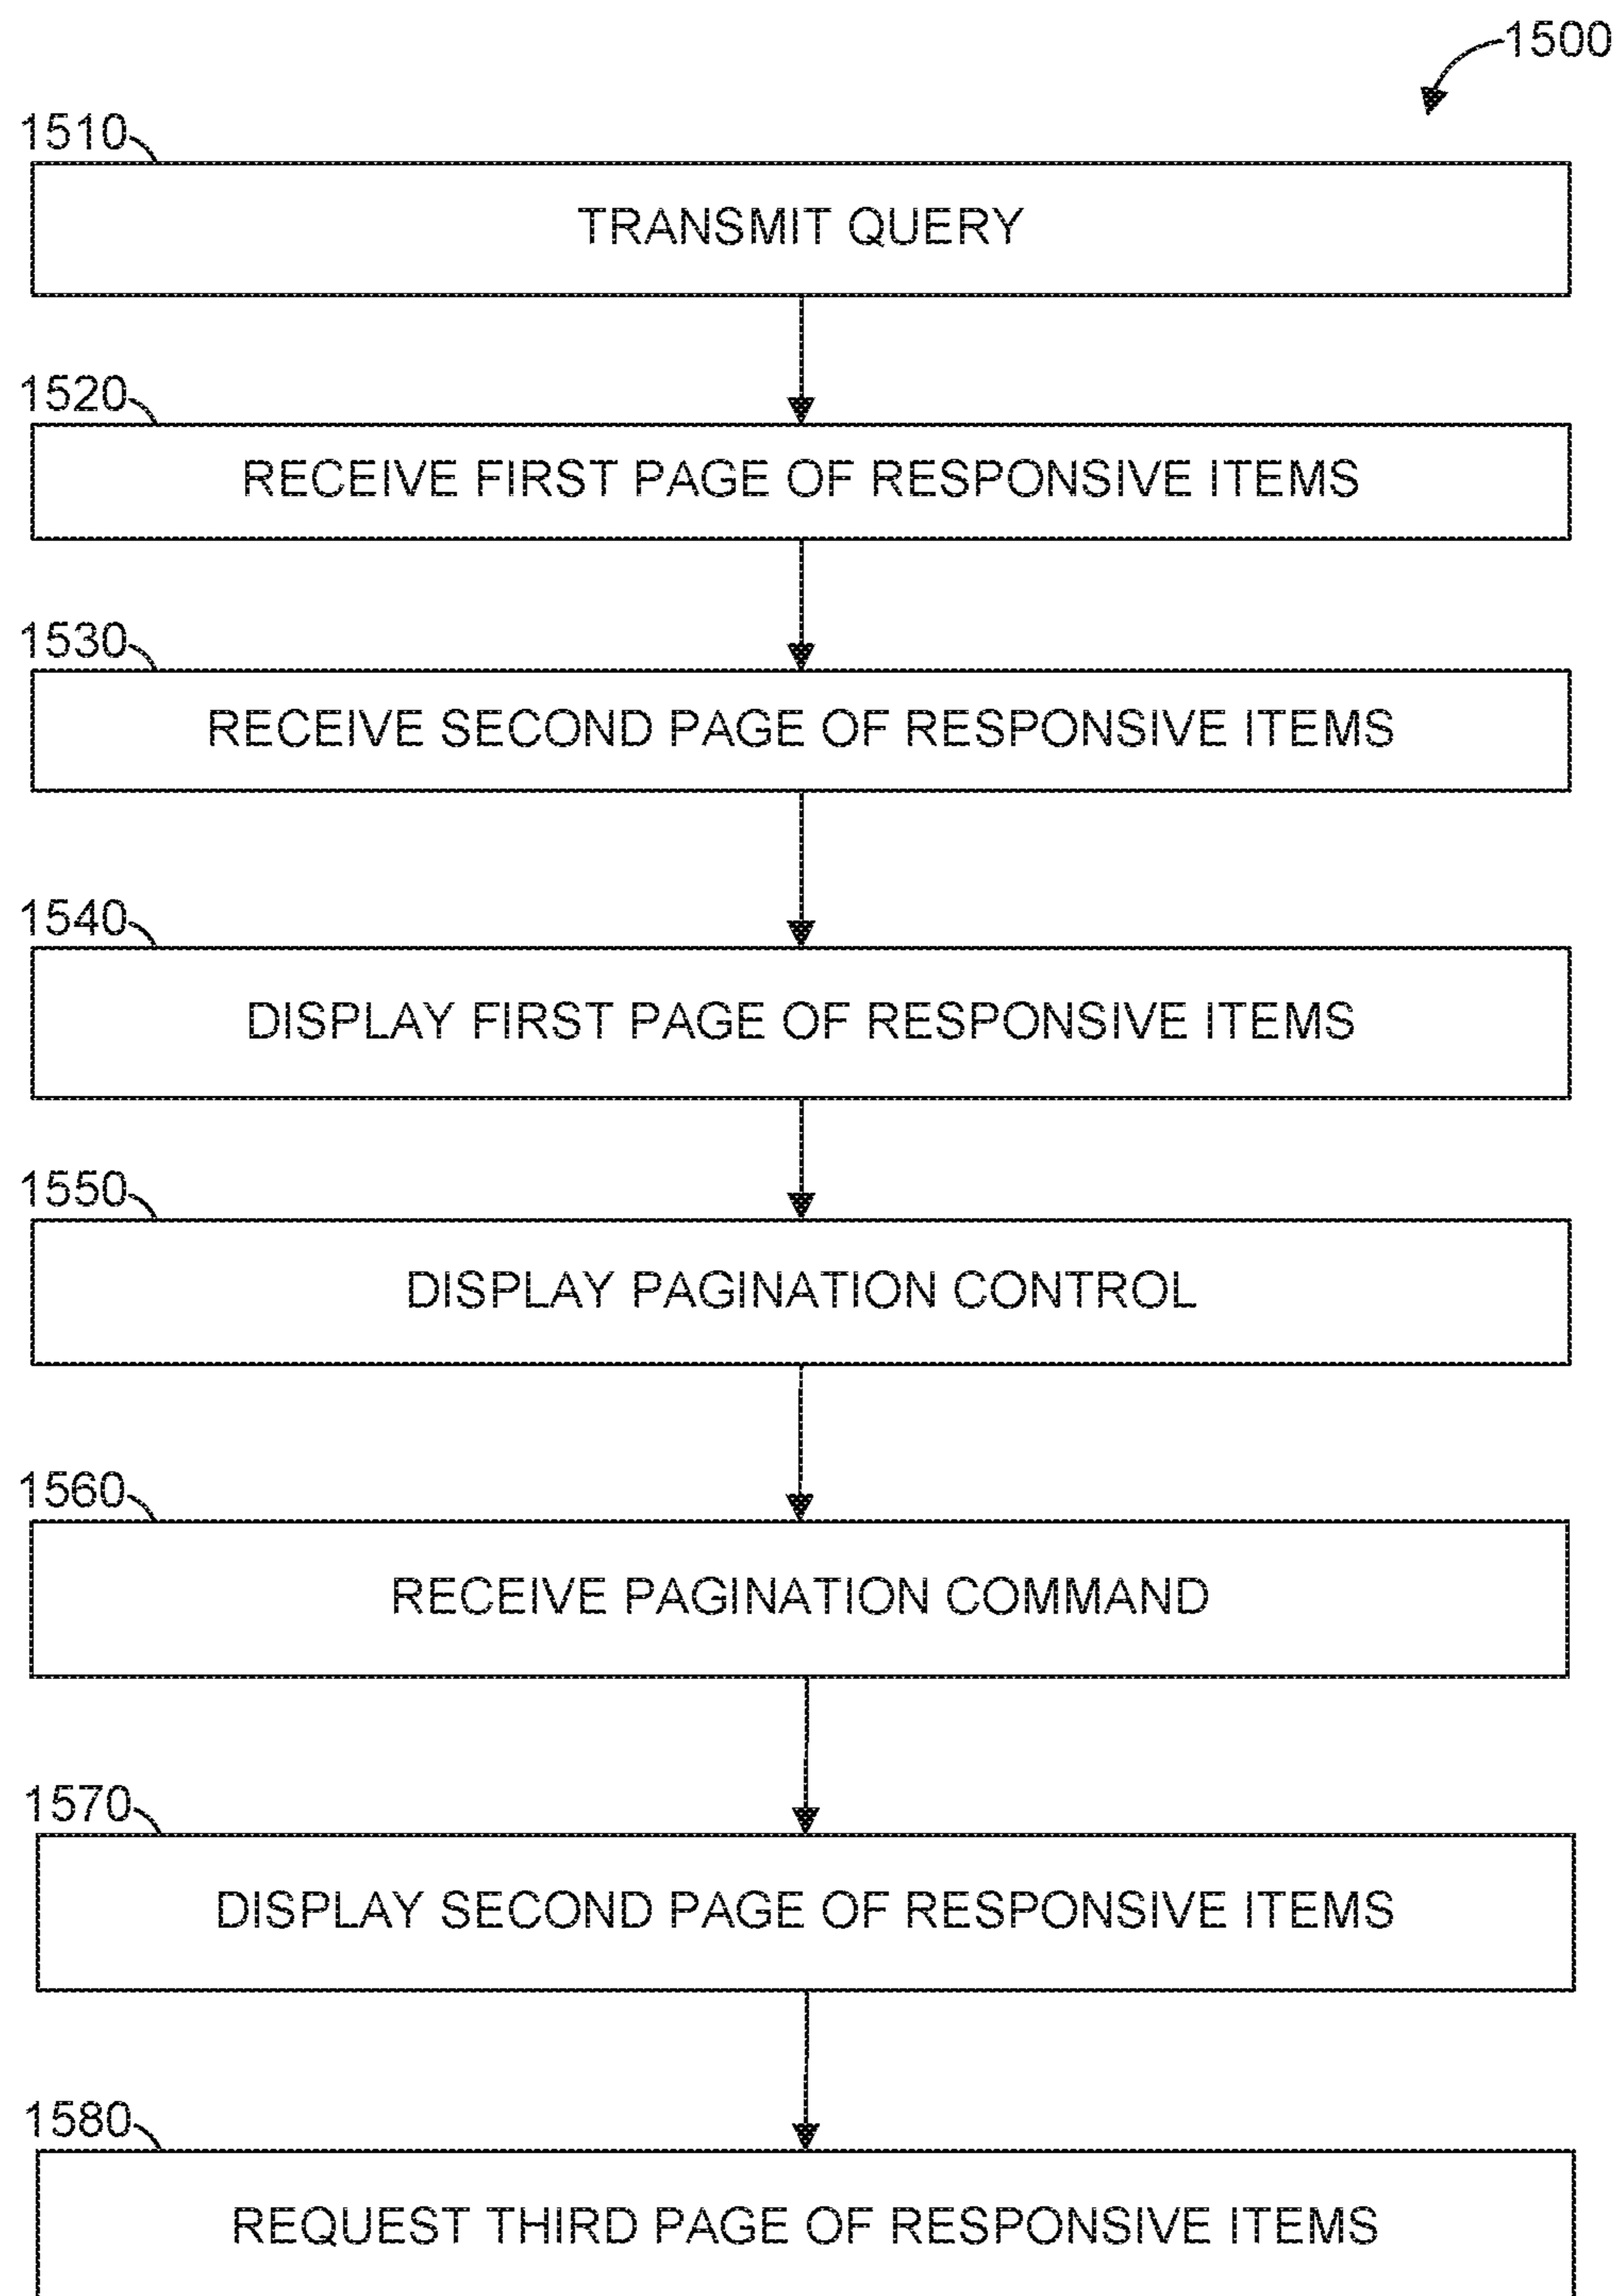 1500
1510
TRANSMIT QUERY
1520
RECEIVE FIRST PAGE OF RESPONSIVE ITEMS
1530
RECEIVE SECOND PAGE OF RESPONSIVE ITEMS
1540
DISPLAY FIRST PAGE OF RESPONSIVE ITEMS
1550
DISPLAY PAGINATION CONTROL
1560
RECEIVE PAGINATION COMMAND
1570
DISPLAY SECOND PAGE OF RESPONSIVE ITEMS
1580
REQUEST THIRD PAGE OF RESPONSIVE ITEMS